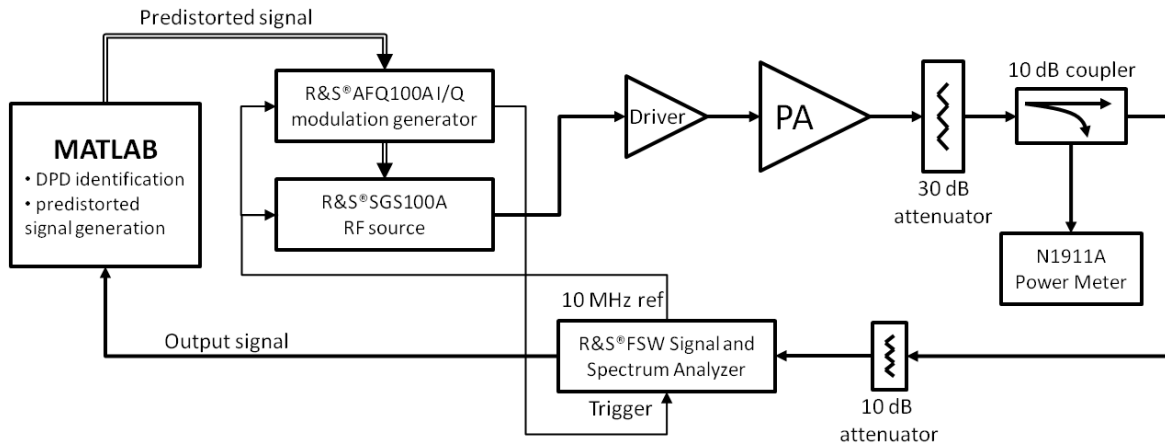 Predistorted signal
R&S®AFQ100A I/Q
modulation generator
MATLAB
• DPD identification
• predistorted
signal generation
R&S®SGS100A
RF source
Driver
PA
30 dB
attenuator
10 dB coupler
N1911A
Power Meter
10 MHz ref
Output signal
R&S®FSW Signal and
Spectrum Analyzer
Trigger
10 dB
attenuator